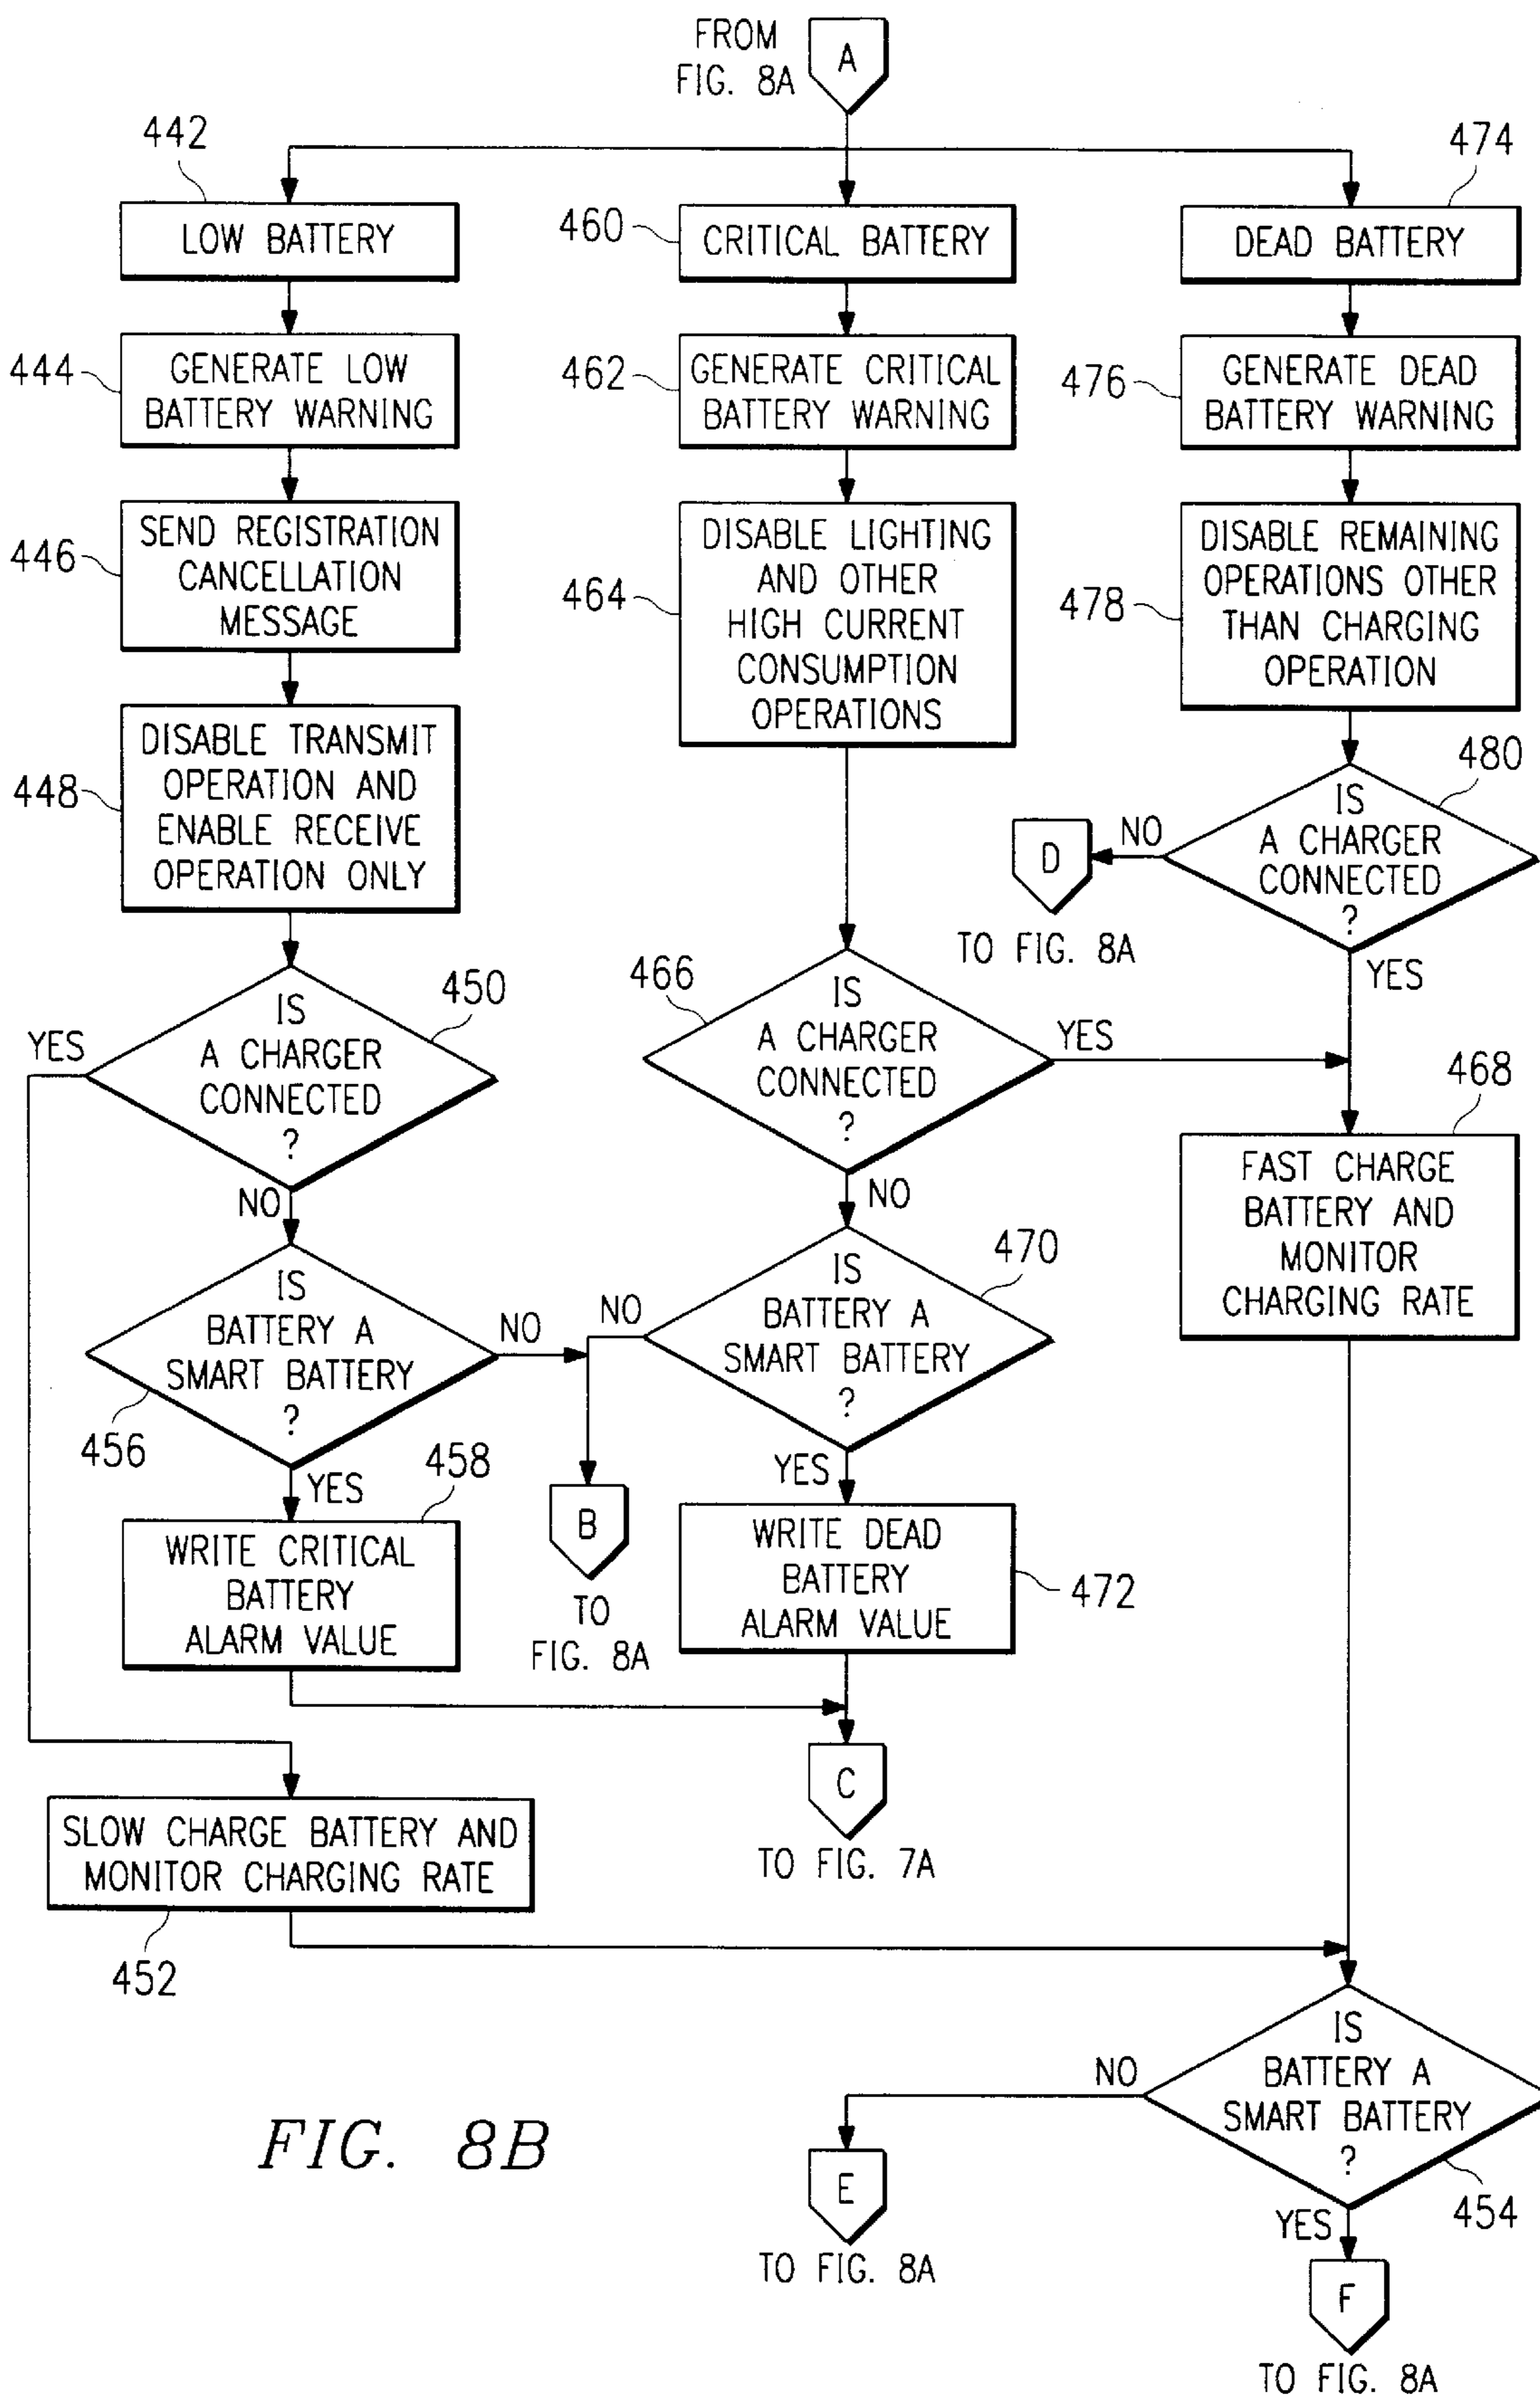 FROM
FIG. 8A
A
442
LOW BATTERY
444
GENERATE LOW
BATTERY WARNING
446
SEND REGISTRATION
CANCELLATION
MESSAGE
448
DISABLE TRANSMIT
OPERATION AND
ENABLE RECEIVE
OPERATION ONLY
450
IS
A CHARGER
CONNECTED
?
YES
NO
456
IS
BATTERY A
SMART BATTERY
?
NO
YES
458
WRITE CRITICAL
BATTERY
ALARM VALUE
452
SLOW CHARGE BATTERY AND
MONITOR CHARGING RATE
460
CRITICAL BATTERY
462
GENERATE CRITICAL
BATTERY WARNING
464
DISABLE LIGHTING
AND OTHER
HIGH CURRENT
CONSUMPTION
OPERATIONS
466
IS
A CHARGER
CONNECTED
?
YES
NO
470
IS
BATTERY A
SMART BATTERY
?
NO
YES
B
TO
FIG. 8A
472
WRITE DEAD
BATTERY
ALARM VALUE
C
TO FIG. 7A
474
DEAD BATTERY
476
GENERATE DEAD
BATTERY WARNING
478
DISABLE REMAINING
OPERATIONS OTHER
THAN CHARGING
OPERATION
480
IS
A CHARGER
CONNECTED
?
NO
D
TO FIG. 8A
YES
468
FAST CHARGE
BATTERY AND
MONITOR
CHARGING RATE
454
IS
BATTERY A
SMART BATTERY
?
NO
E
TO FIG. 8A
YES
F
TO FIG. 8A
FIG. 8B